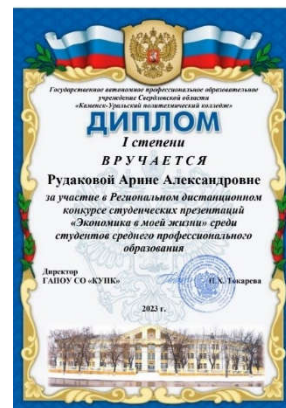 Государственное автономное профессиональное образовательное
учреждение Свердловской области
«Каменск-Уральский политехнический колледж»
ДИПЛОМ
I степени
ВРУЧАЕТСЯ
Рудаковой Арине Александровне
за участие в Региональном дистанционном
конкурсе студенческих презентаций
«Экономика в моей жизни» среди
студентов среднего профессионального
образования
Директор
ГАПОУ СО «КУПК»
Н.Х. Токарева
2023 г.